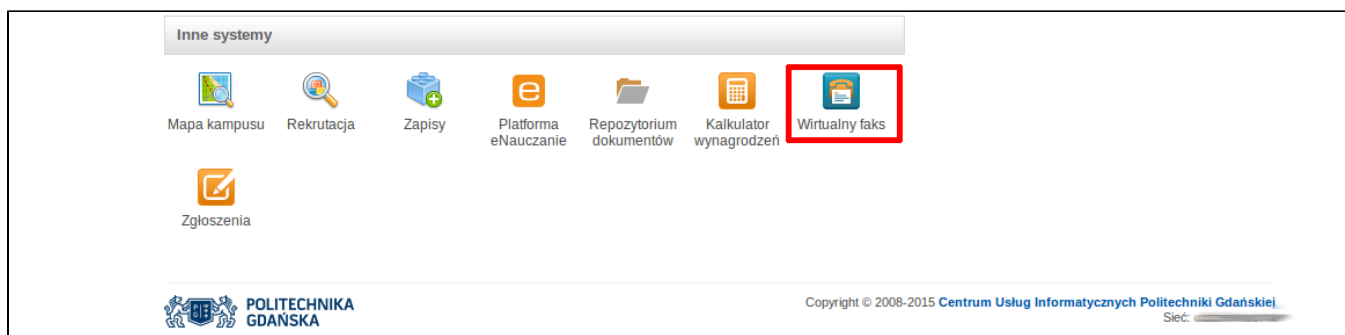 Inne systemy
Mapa kampusu
Rekrutacja
Zapisy
Platforma
eNauczanie
Repozytorium
dokumentów
Kalkulator
wynagrodzeń
Wirtualny faks
Zgłoszenia
POLITECHNIKA
GDAŃSKA
Copyright © 2008-2015 Centrum Usług Informatycznych Politechniki Gdańskiej
Sieć: